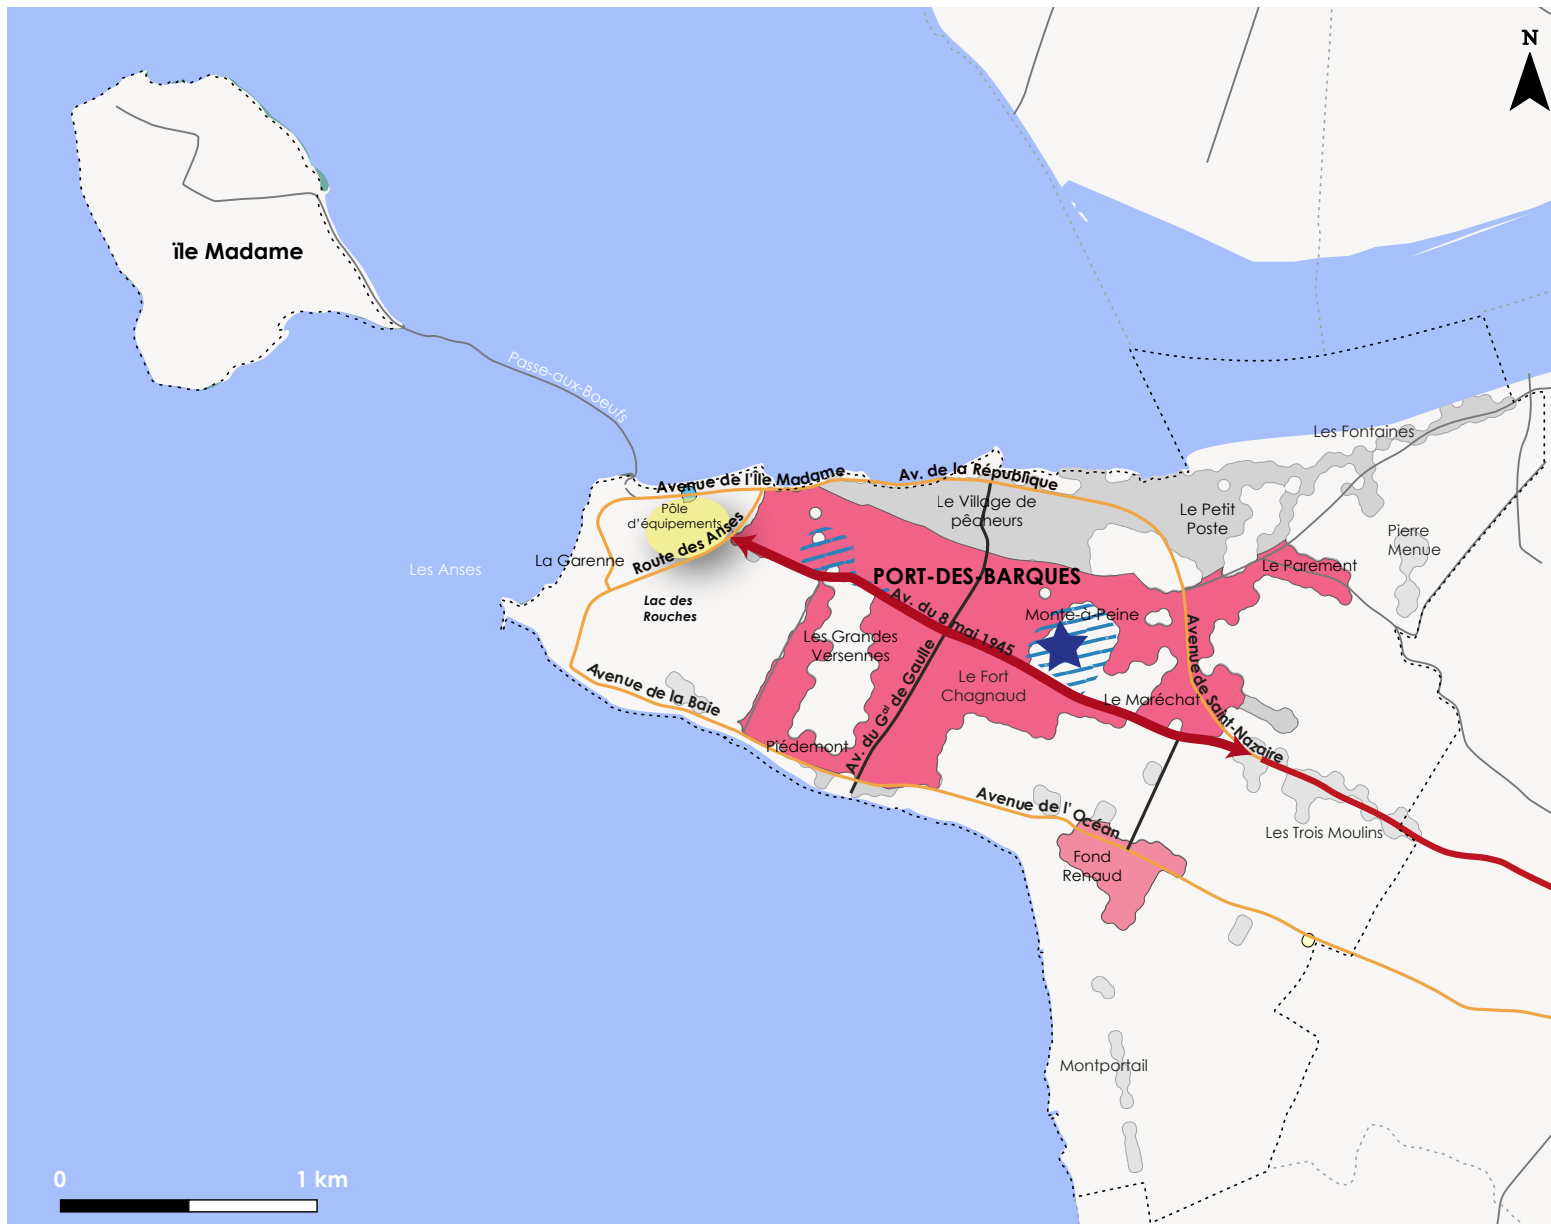 N
ïle Madame
Passe-aux-Boeufs
Les Fontaines
Avenue de l'Île Madame
Av. de la République
Pôle
d'équipements
Le Village de
pêcheurs
Le Petit
Poste
Pierre
Menue
Route des Anses
La Garenne
Les Anses
Le Parement
PORT-DES-BARQUES
Lac des
Rouches
Av. du 8 mai 1945
Monte-à-Peine
Les Grandes
Versennes
Avenue de Saint-Nazaire
Av. du Gal de Gaulle
Le Fort
Chagnaud
Avenue de la Baie
Le Maréchat
Piédemont
Avenue de l' Océan
Les Trois Moulins
Fond
Renaud
Montportail
0 1 km